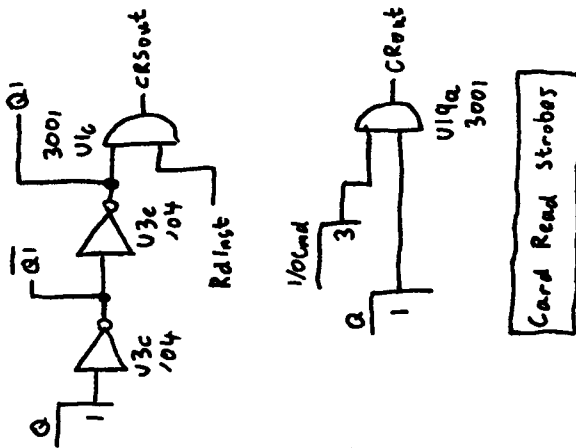 Q
1
U3c
'04
Q̅1̅
U3e
'04
Q1
3001
U1c
RdInst
CRSout
I/OCmd
3
Q
1
U19a
3001
CRout
Card Read Strobes